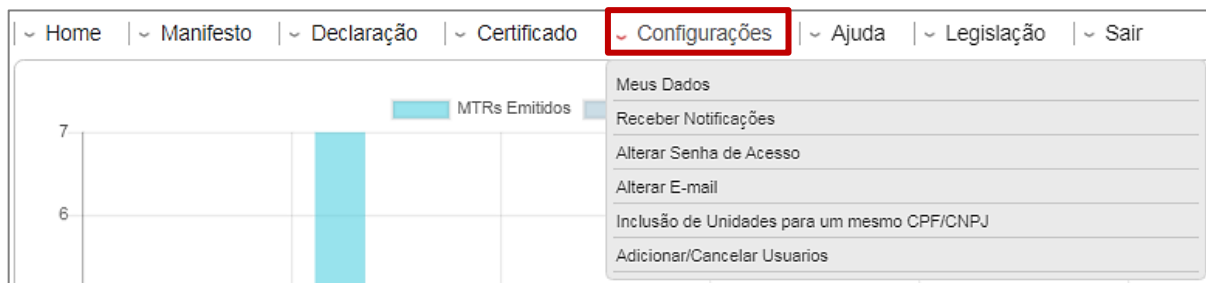 Home Manifesto Declaração Certificado Configurações Ajuda Legislação Sair
Meus Dados
MTRs Emitidos
Receber Notificações
7
Alterar Senha de Acesso
Alterar E-mail
6
Inclusão de Unidades para um mesmo CPF/CNPJ
Adicionar/Cancelar Usuarios